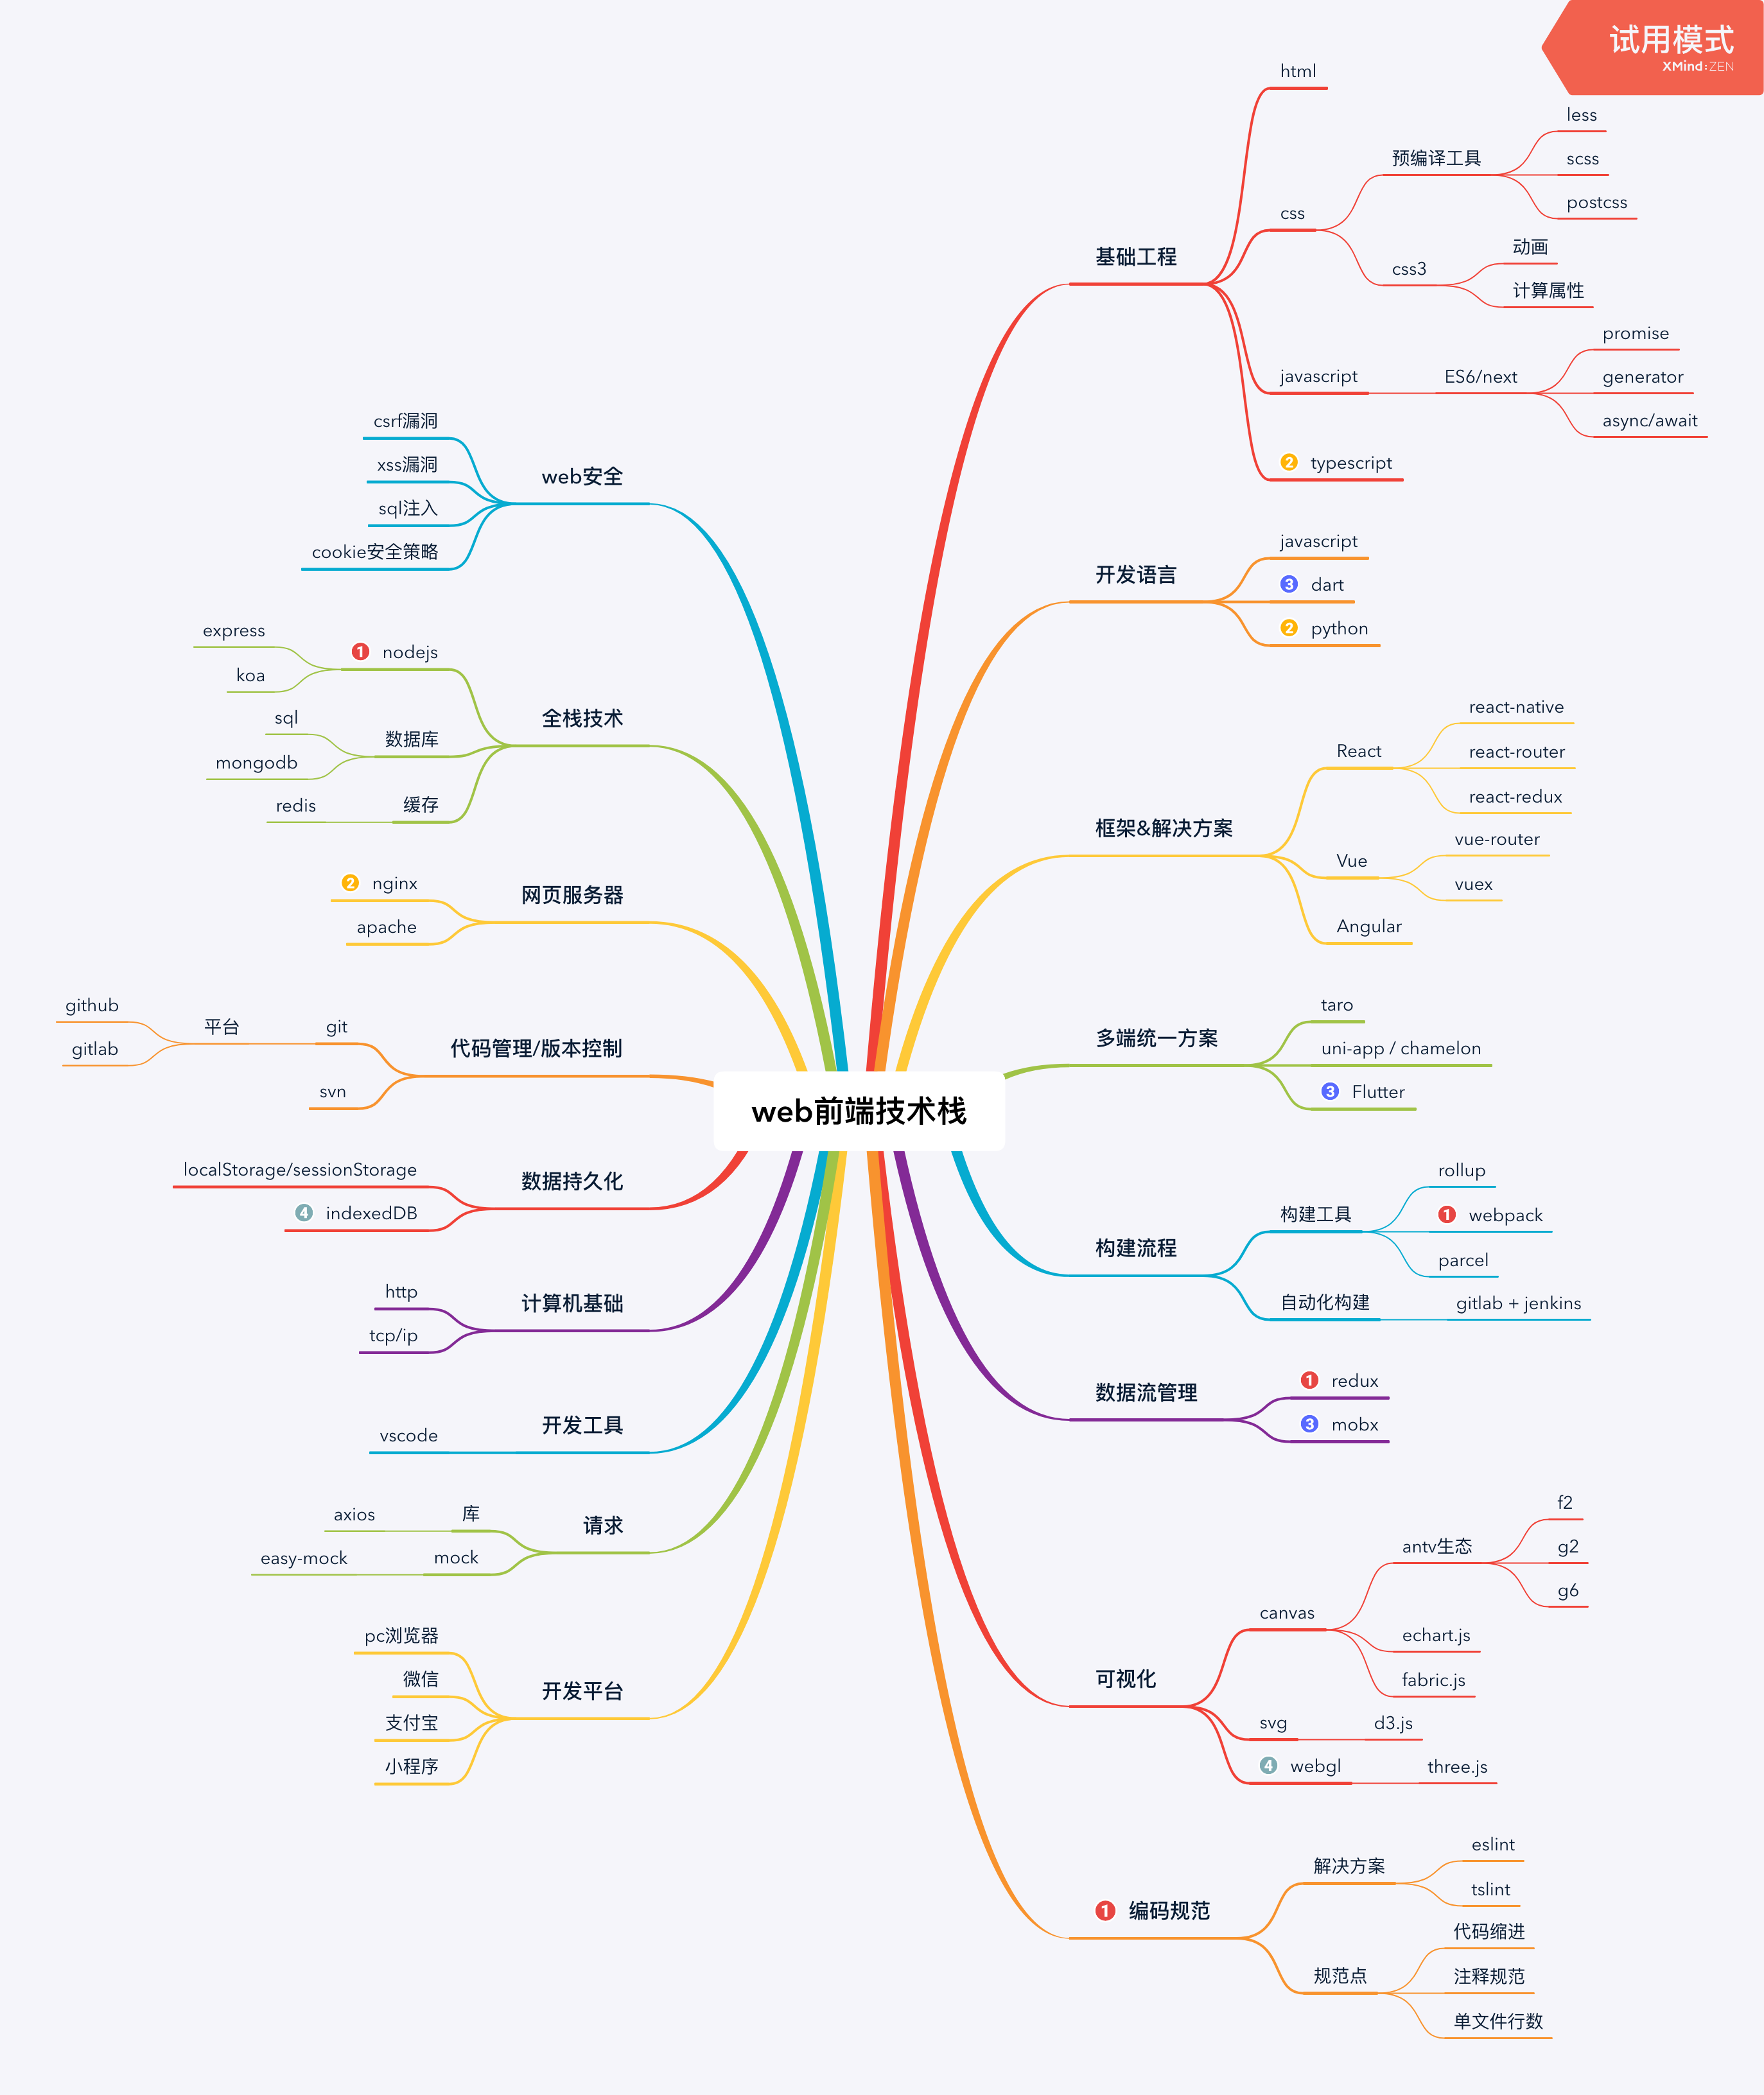 试用模式
XMind:ZEN
web前端技术栈
基础工程
html
css
预编译工具
less
scss
postcss
css3
动画
计算属性
javascript
ES6/next
promise
generator
async/await
2 typescript
开发语言
javascript
3 dart
2 python
框架&解决方案
React
react-native
react-router
react-redux
Vue
vue-router
vuex
Angular
多端统一方案
taro
uni-app / chamelon
3 Flutter
构建流程
构建工具
rollup
1 webpack
parcel
自动化构建
gitlab + jenkins
数据流管理
1 redux
3 mobx
可视化
canvas
antv生态
f2
g2
g6
echart.js
fabric.js
svg
d3.js
4 webgl
three.js
1 编码规范
解决方案
eslint
tslint
规范点
代码缩进
注释规范
单文件行数
web安全
csrf漏洞
xss漏洞
sql注入
cookie安全策略
全栈技术
1 nodejs
express
koa
数据库
sql
mongodb
缓存
redis
网页服务器
2 nginx
apache
代码管理/版本控制
git
平台
github
gitlab
svn
数据持久化
localStorage/sessionStorage
4 indexedDB
计算机基础
http
tcp/ip
开发工具
vscode
请求
库
axios
mock
easy-mock
开发平台
pc浏览器
微信
支付宝
小程序